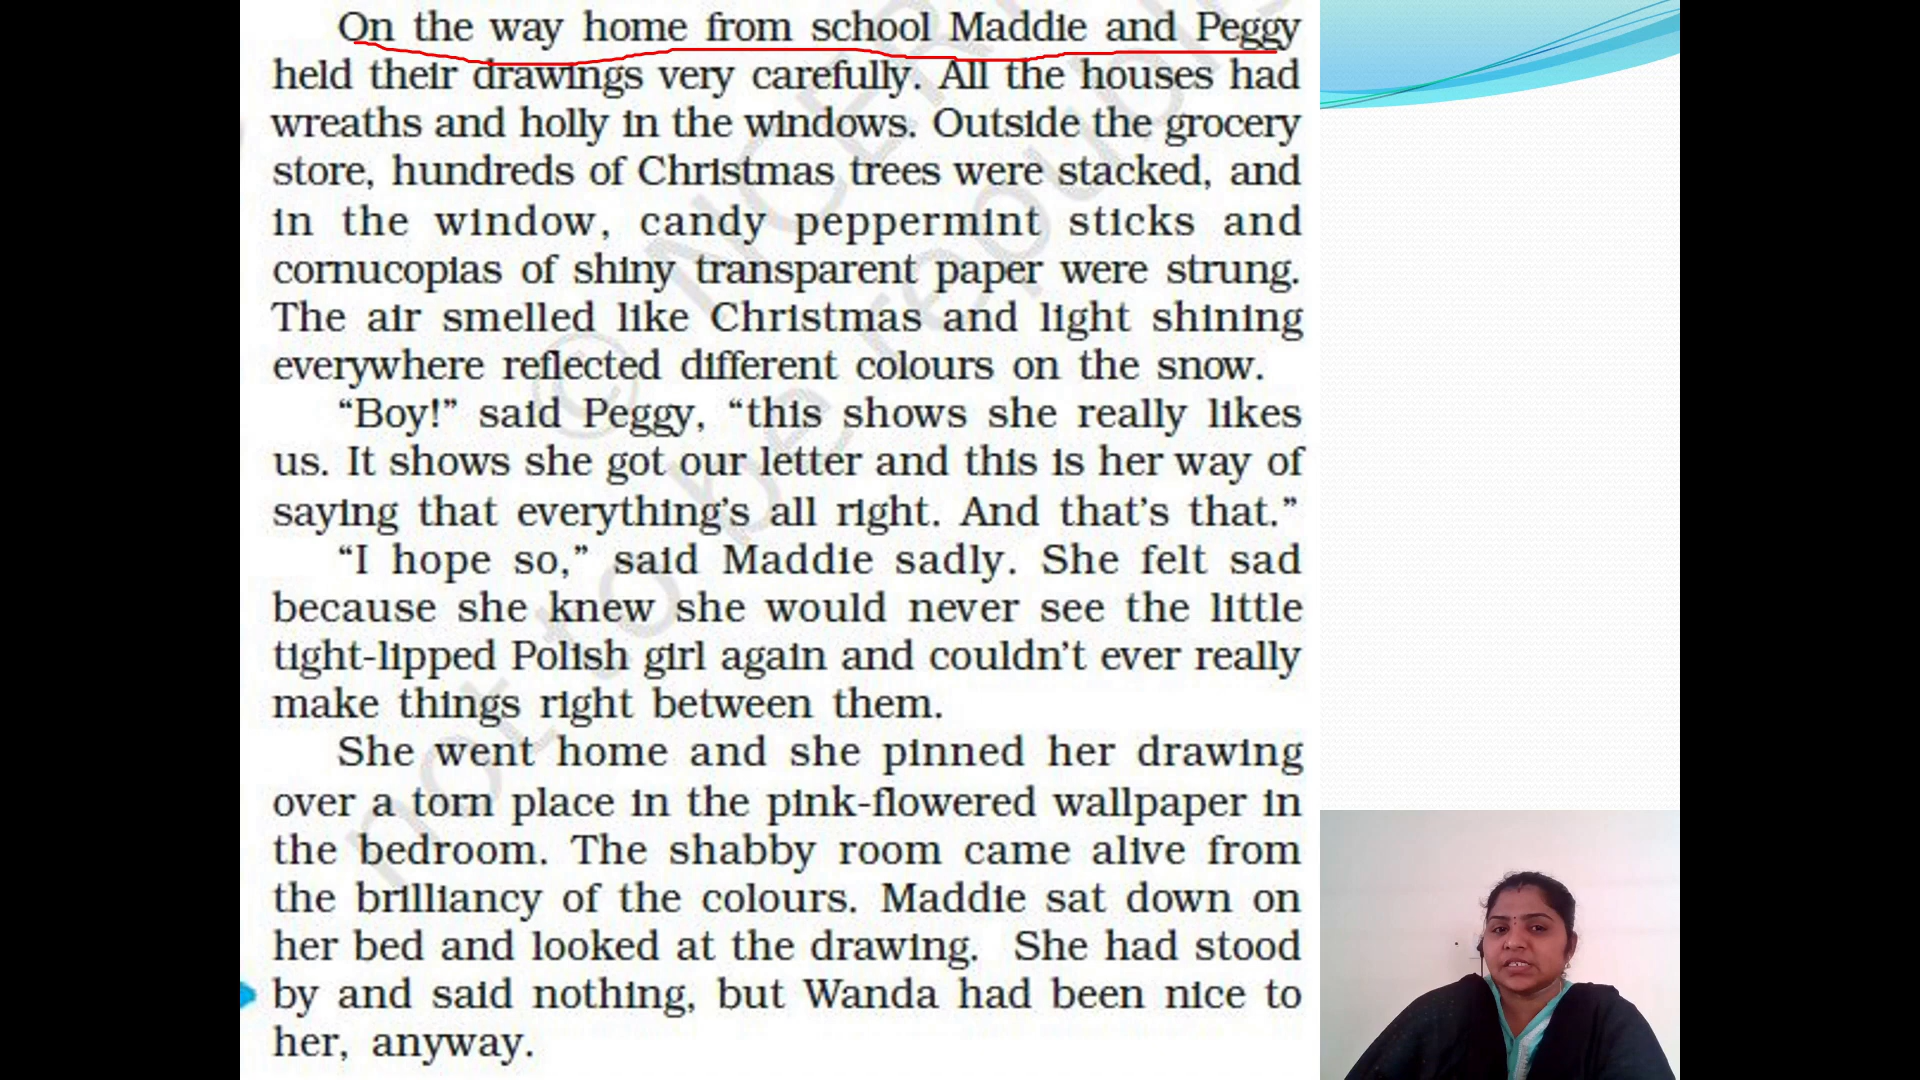 On the way home from school Maddie and Peggy
held their drawings very carefully. All the houses had
wreaths and holly in the windows. Outside the grocery
store, hundreds of Christmas trees were stacked, and
in the window, candy peppermint sticks and
cornucopias of shiny transparent paper were strung.
The air smelled like Christmas and light shining
everywhere reflected different colours on the snow.
“Boy!” said Peggy, “this shows she really likes
us. It shows she got our letter and this is her way of
saying that everything’s all right. And that’s that.”
“I hope so,” said Maddie sadly. She felt sad
because she knew she would never see the little
tight-lipped Polish girl again and couldn’t ever really
make things right between them.
She went home and she pinned her drawing
over a torn place in the pink-flowered wallpaper in
the bedroom. The shabby room came alive from
the brilliancy of the colours. Maddie sat down on
her bed and looked at the drawing. She had stood
by and said nothing, but Wanda had been nice to
her, anyway.
© NCERT
not to be republis